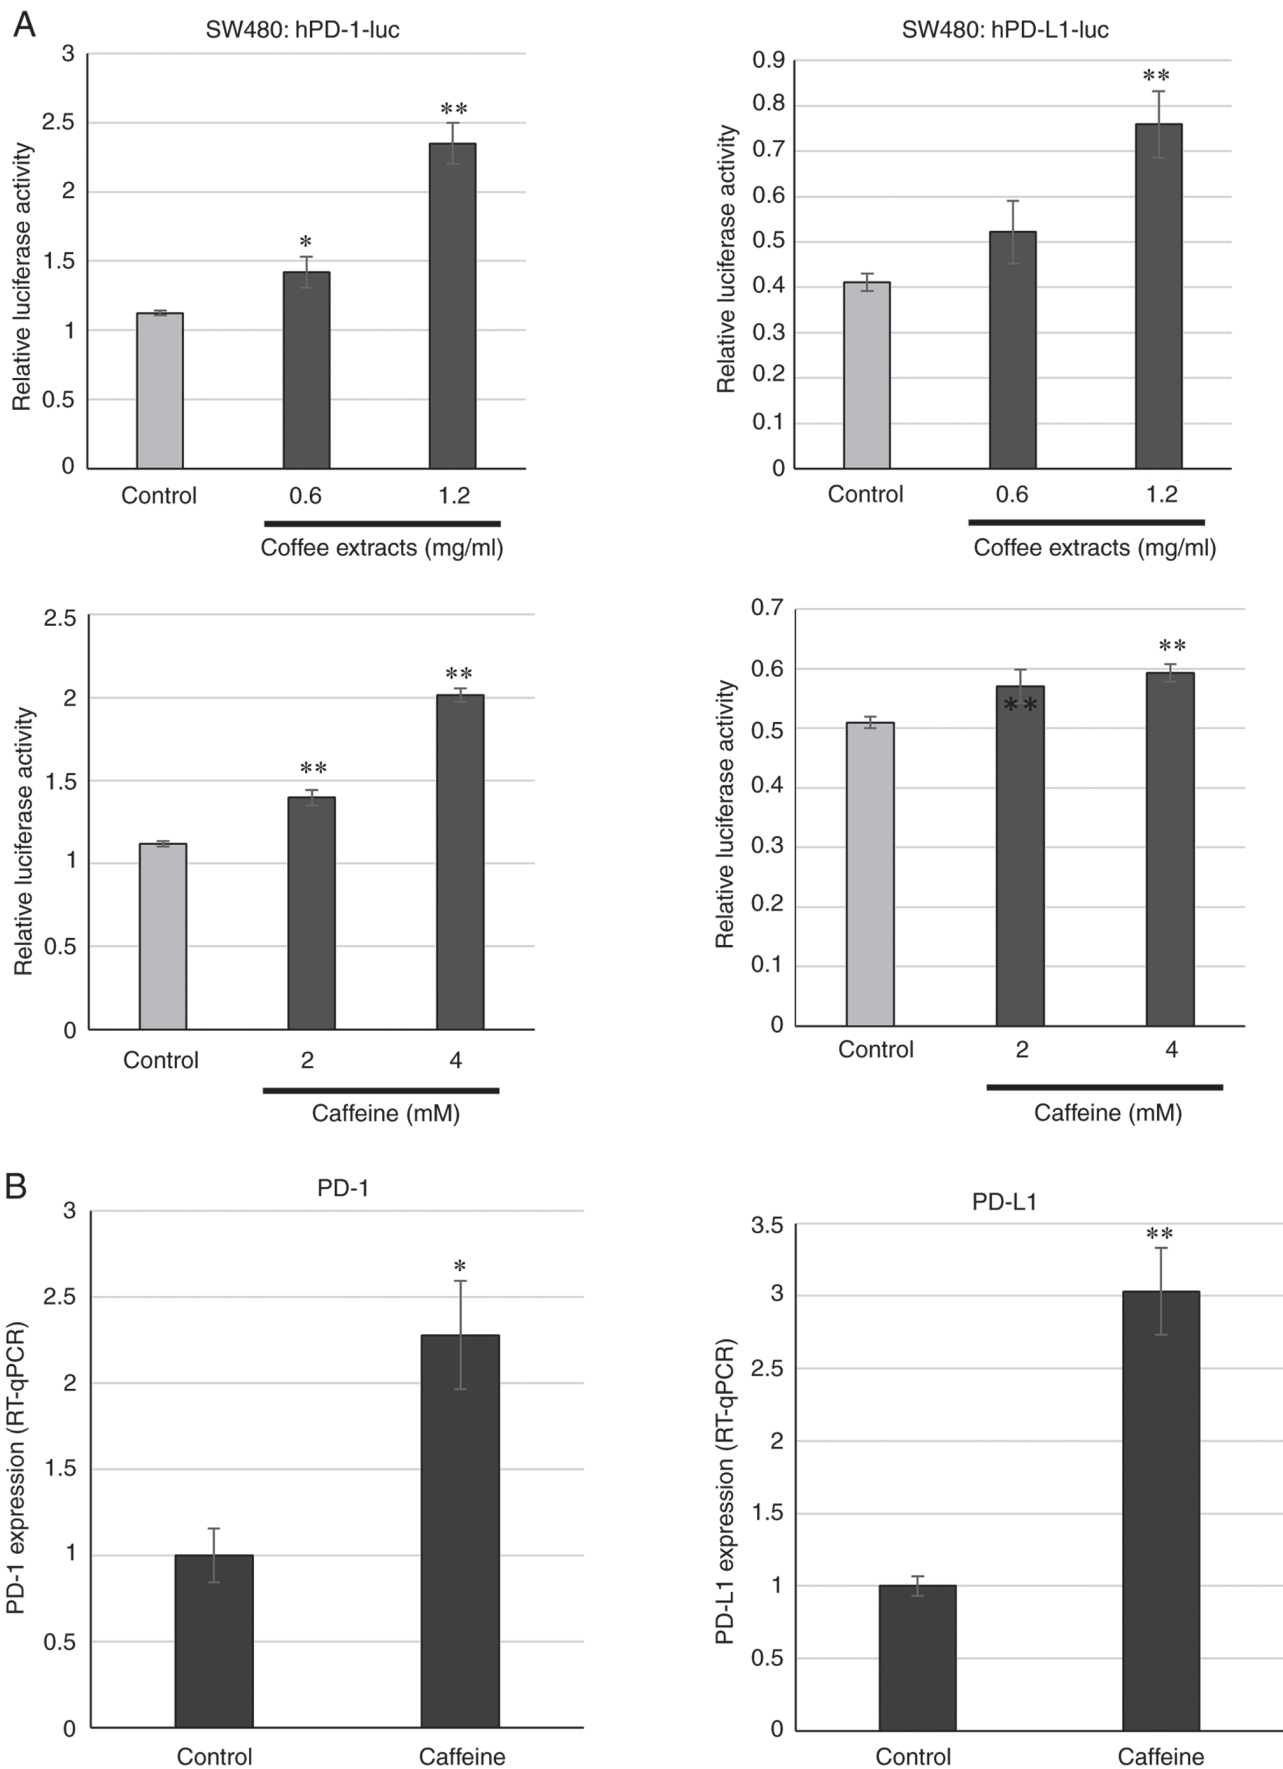 A
SW480: hPD-1-luc
3
2.5
2
1.5
1
0.5
0
Relative luciferase activity
*
**
Control
0.6
1.2
Coffee extracts (mg/ml)
SW480: hPD-L1-luc
0.9
0.8
0.7
0.6
0.5
0.4
0.3
0.2
0.1
0
Relative luciferase activity
**
Control
0.6
1.2
Coffee extracts (mg/ml)
2.5
2
1.5
1
0.5
0
Relative luciferase activity
**
**
Control
2
4
Caffeine (mM)
0.7
0.6
0.5
0.4
0.3
0.2
0.1
0
Relative luciferase activity
**
**
Control
2
4
Caffeine (mM)
B
PD-1
3
2.5
2
1.5
1
0.5
0
PD-1 expression (RT-qPCR)
*
Control
Caffeine
PD-L1
3.5
3
2.5
2
1.5
1
0.5
0
PD-L1 expression (RT-qPCR)
**
Control
Caffeine